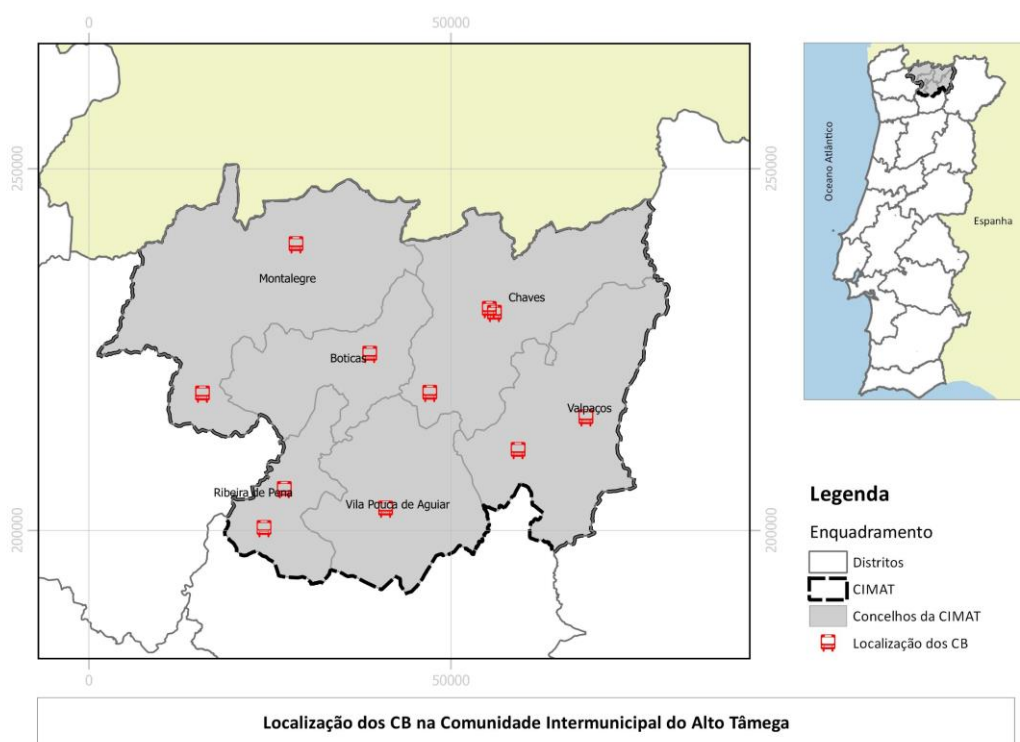 0
50000
250000
250000
200000
200000
Montalegre
Chaves
Boticas
Valpaços
Ribeira de Pena
Vila Pouca de Aguiar
0
50000
Oceano Atlântico
Espanha
Legenda
Enquadramento
Distritos
CIMAT
Concelhos da CIMAT
Localização dos CB
Localização dos CB na Comunidade Intermunicipal do Alto Tâmega